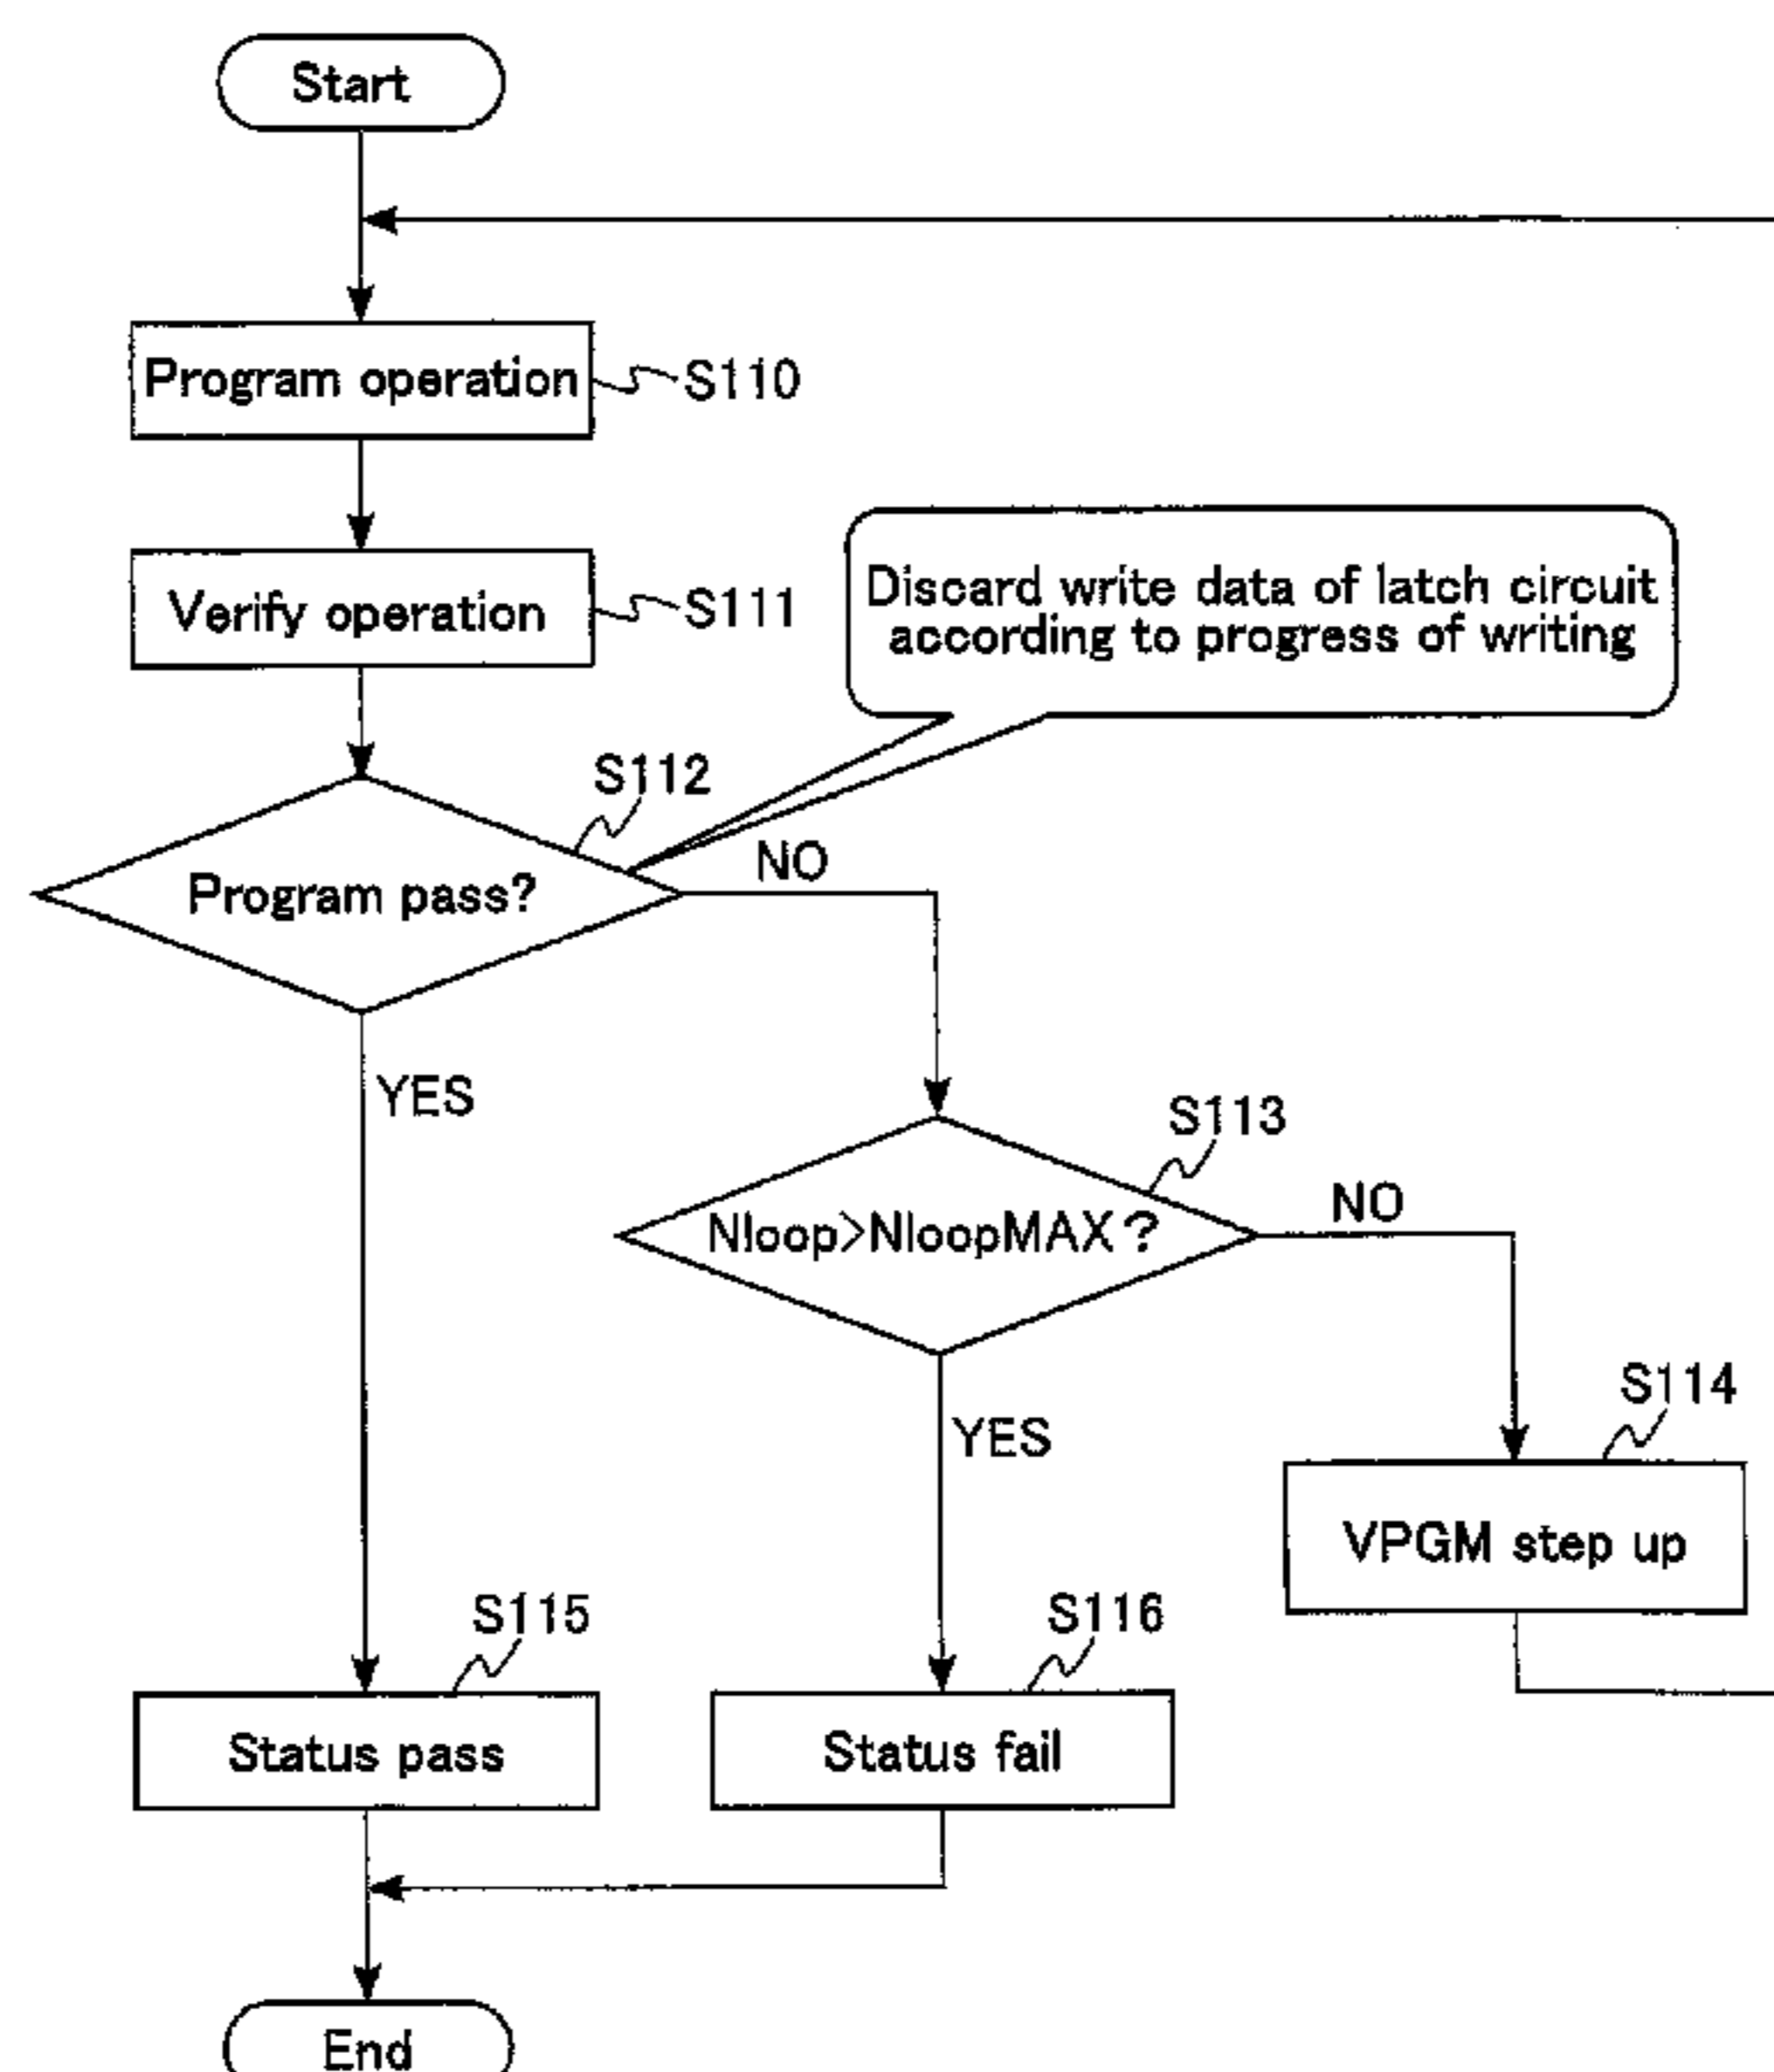 Start
Program operation
S110
Verify operation
S111
Discard write data of latch circuit
according to progress of writing
S112
Program pass?
NO
YES
S113
Nloop>NloopMAX?
NO
YES
S114
VPGM step up
S115
Status pass
S116
Status fail
End